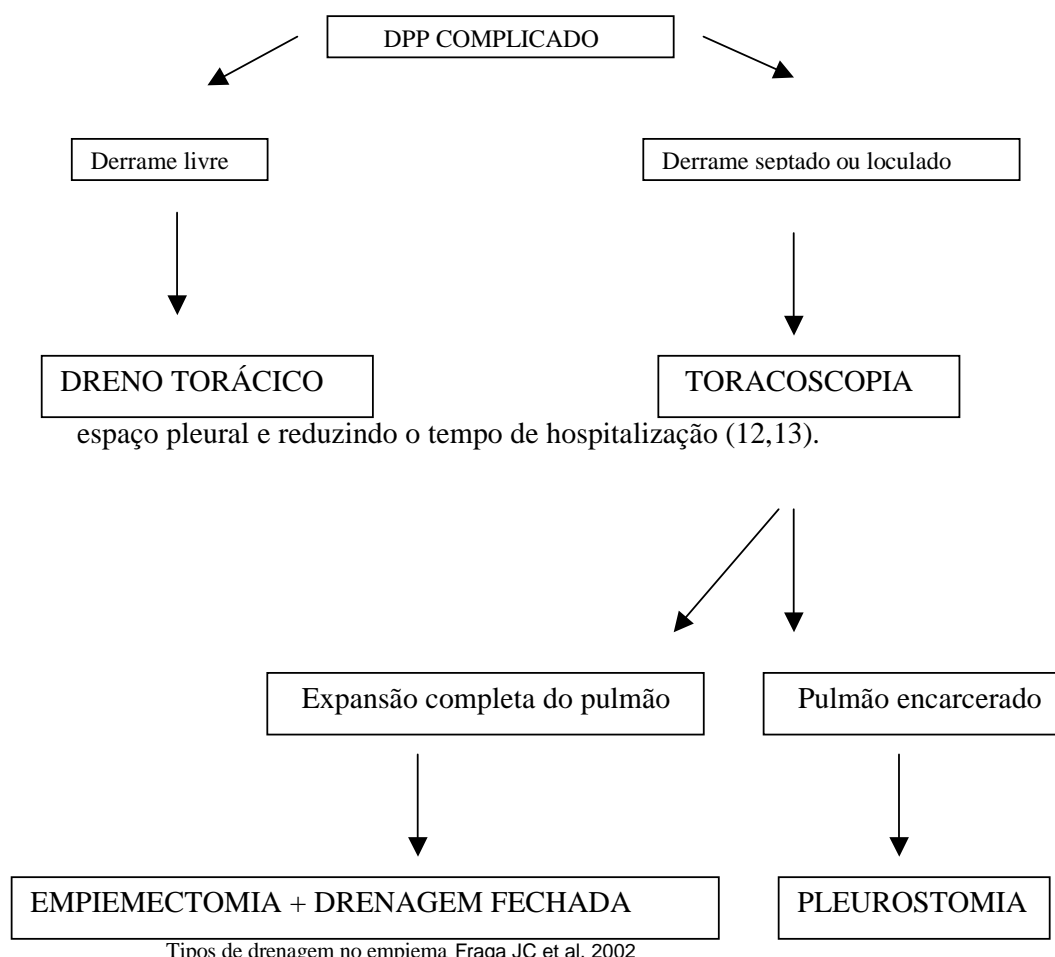 DPP COMPLICADO
Derrame livre
Derrame septado ou loculado
DRENO TORÁCICO
TORACOSCOPIA
espaço pleural e reduzindo o tempo de hospitalização (12,13).
Expansão completa do pulmão
Pulmão encarcerado
EMPIEMECTOMIA + DRENAGEM FECHADA
PLEUROSTOMIA
Tipos de drenagem no empiema Fraga JC et al. 2002